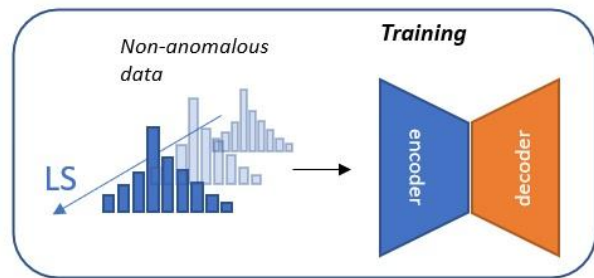 Non-anomalous
data
Training
LS
encoder
decoder